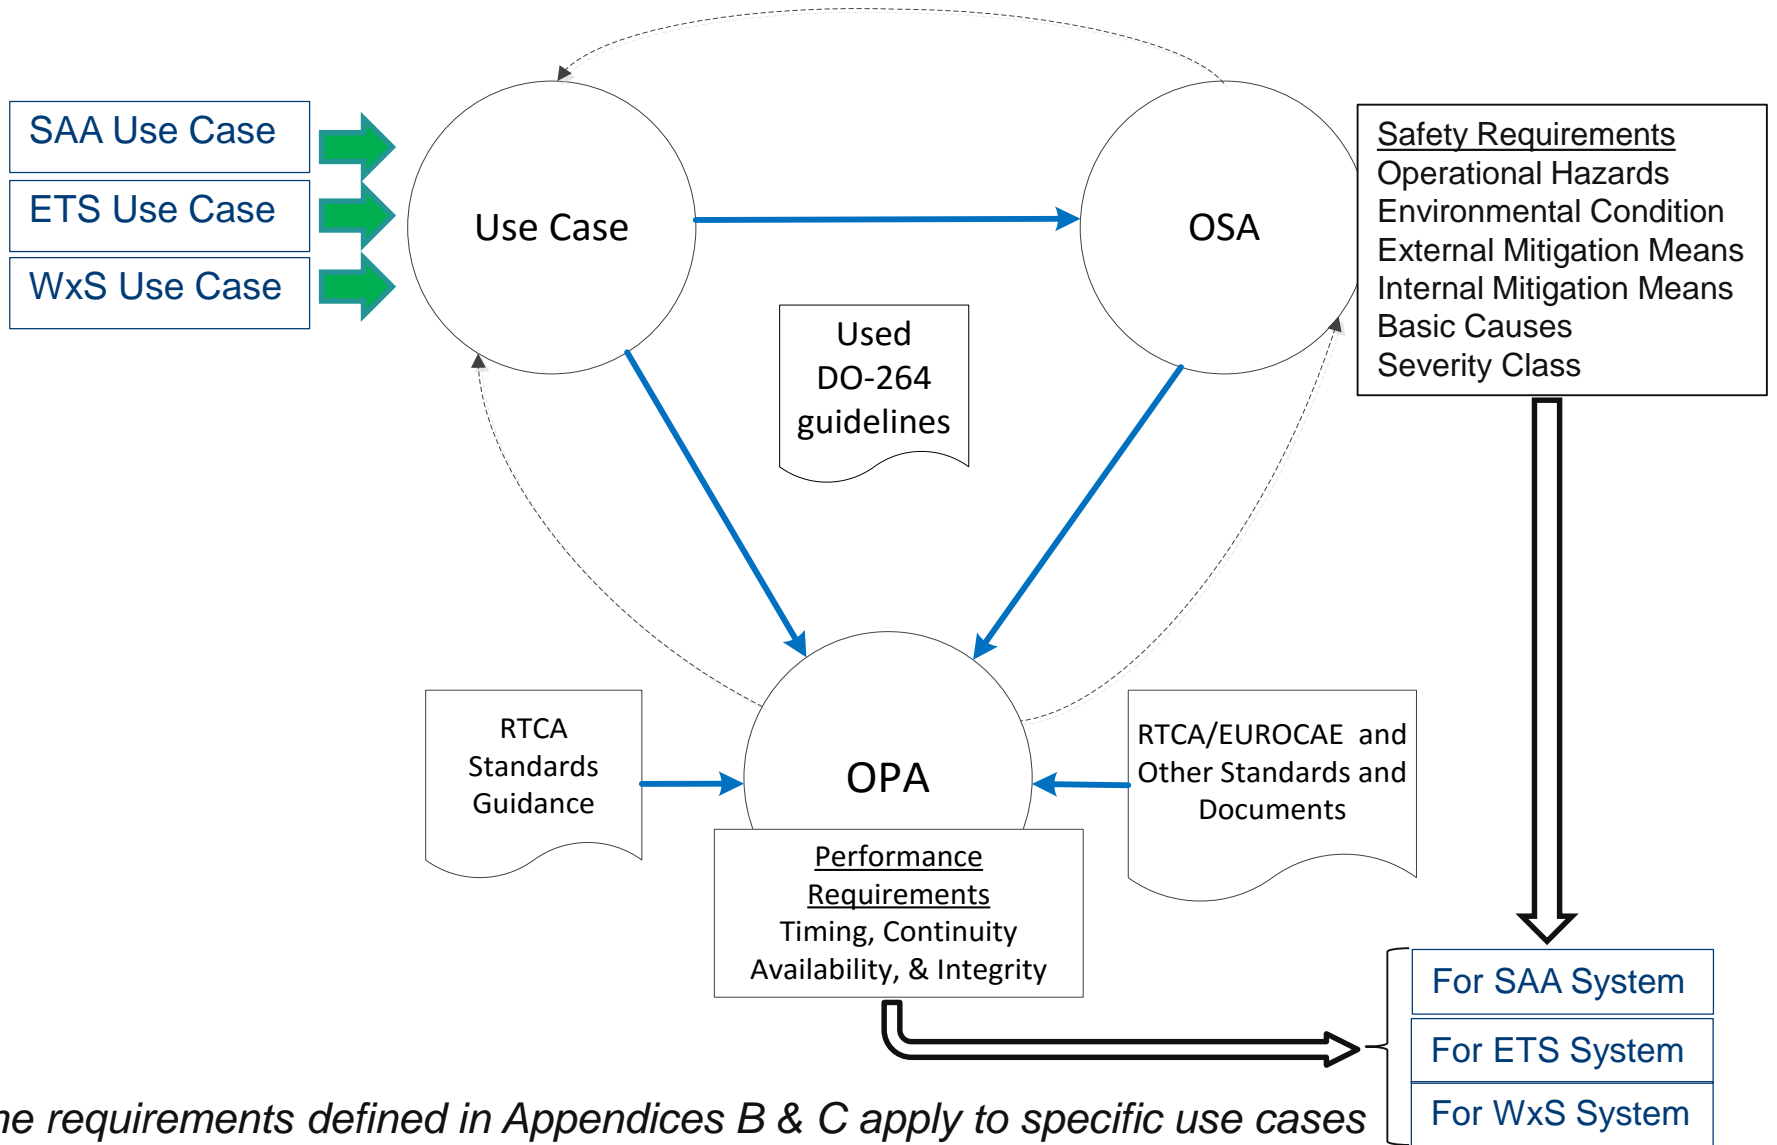 SAA Use Case
ETS Use Case
WxS Use Case
Use Case
OSA
Safety Requirements
Operational Hazards
Environmental Condition
External Mitigation Means
Internal Mitigation Means
Basic Causes
Severity Class
Used
DO-264
guidelines
RTCA
Standards
Guidance
OPA
RTCA/EUROCAE and
Other Standards and
Documents
Performance
Requirements
Timing, Continuity
Availability, & Integrity
For SAA System
For ETS System
For WxS System
requirements defined in Appendices B & C apply to specific use cases